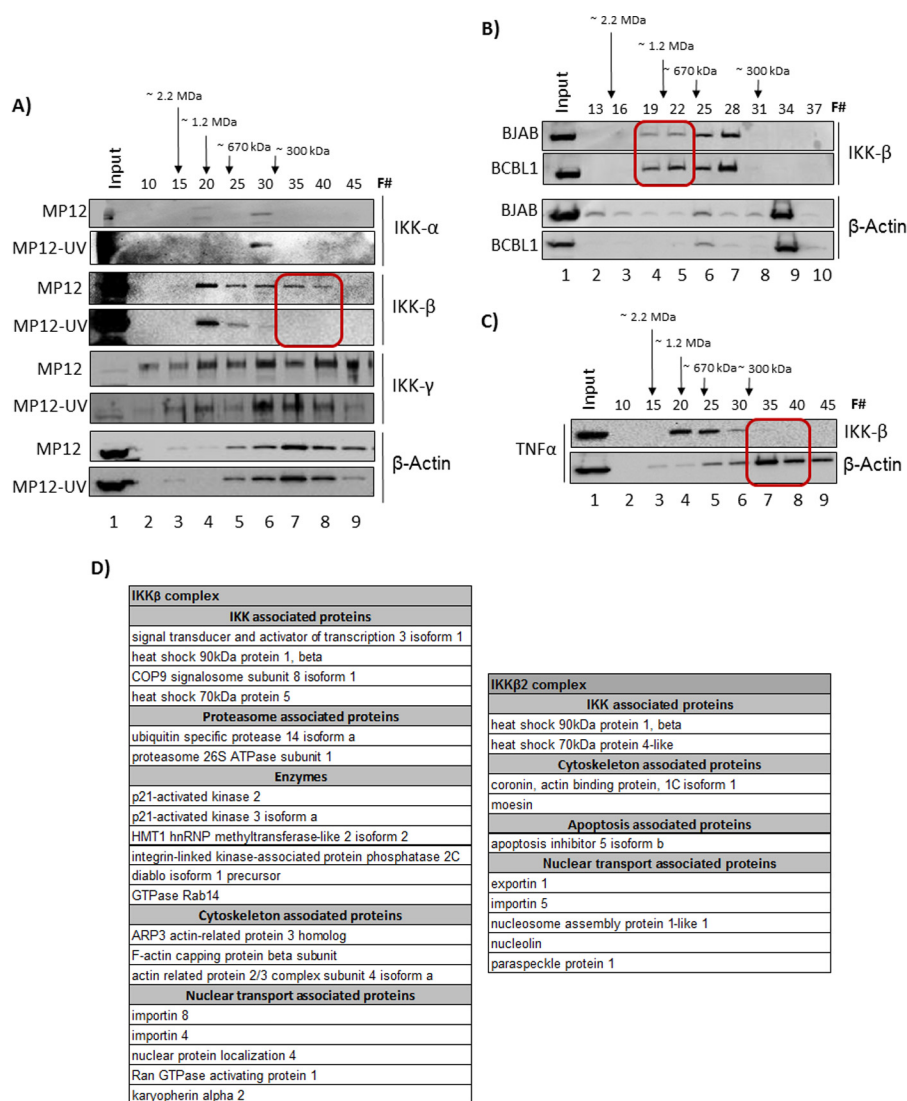 A)
~ 2.2 MDa
~ 1.2 MDa
~ 670 kDa
~ 300kDa
Input 10 15 20 25 30 35 40 45 F#
MP12
MP12-UV
IKK-α
MP12
MP12-UV
IKK-β
MP12
MP12-UV
IKK-γ
MP12
MP12-UV
β-Actin
1 2 3 4 5 6 7 8 9
B)
~ 2.2 MDa
~ 1.2 MDa
~ 670 kDa
~ 300 kDa
Input 13 16 19 22 25 28 31 34 37 F#
BJAB
BCBL1
IKK-β
BJAB
BCBL1
β-Actin
1 2 3 4 5 6 7 8 9 10
C)
~ 2.2 MDa
~ 1.2 MDa
~ 670 kDa
~ 300 kDa
Input 10 15 20 25 30 35 40 45 F#
TNFα
IKK-β
β-Actin
1 2 3 4 5 6 7 8 9
D)
IKKβ complex
IKK associated proteins
signal transducer and activator of transcription 3 isoform 1
heat shock 90kDa protein 1, beta
COP9 signalosome subunit 8 isoform 1
heat shock 70kDa protein 5
Proteasome associated proteins
ubiquitin specific protease 14 isoform a
proteasome 26S ATPase subunit 1
Enzymes
p21-activated kinase 2
p21-activated kinase 3 isoform a
HMT1 hnRNP methyltransferase-like 2 isoform 2
integrin-linked kinase-associated protein phosphatase 2C
diablo isoform 1 precursor
GTPase Rab14
Cytoskeleton associated proteins
ARP3 actin-related protein 3 homolog
F-actin capping protein beta subunit
actin related protein 2/3 complex subunit 4 isoform a
Nuclear transport associated proteins
importin 8
importin 4
nuclear protein localization 4
Ran GTPase activating protein 1
karyopherin alpha 2
IKKβ2 complex
IKK associated proteins
heat shock 90kDa protein 1, beta
heat shock 70kDa protein 4-like
Cytoskeleton associated proteins
coronin, actin binding protein, 1C isoform 1
moesin
Apoptosis associated proteins
apoptosis inhibitor 5 isoform b
Nuclear transport associated proteins
exportin 1
importin 5
nucleosome assembly protein 1-like 1
nucleolin
paraspeckle protein 1